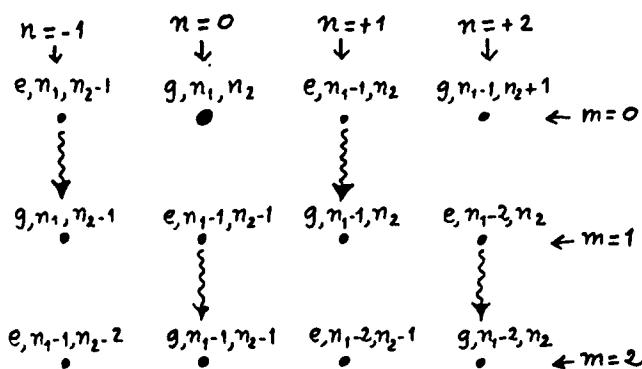 n=-1 n=0 n=+1 n=+2
↓ ↓ ↓ ↓
e,n₁,n₂-1 g,n₁,n₂ e,n₁-1,n₂ g,n₁-1,n₂+1
← m=0
g,n₁,n₂-1 e,n₁-1,n₂-1 g,n₁-1,n₂ e,n₁-2,n₂
← m=1
e,n₁-1,n₂-2 g,n₁-1,n₂-1 e,n₁-2,n₂-1 g,n₁-2,n₂
← m=2